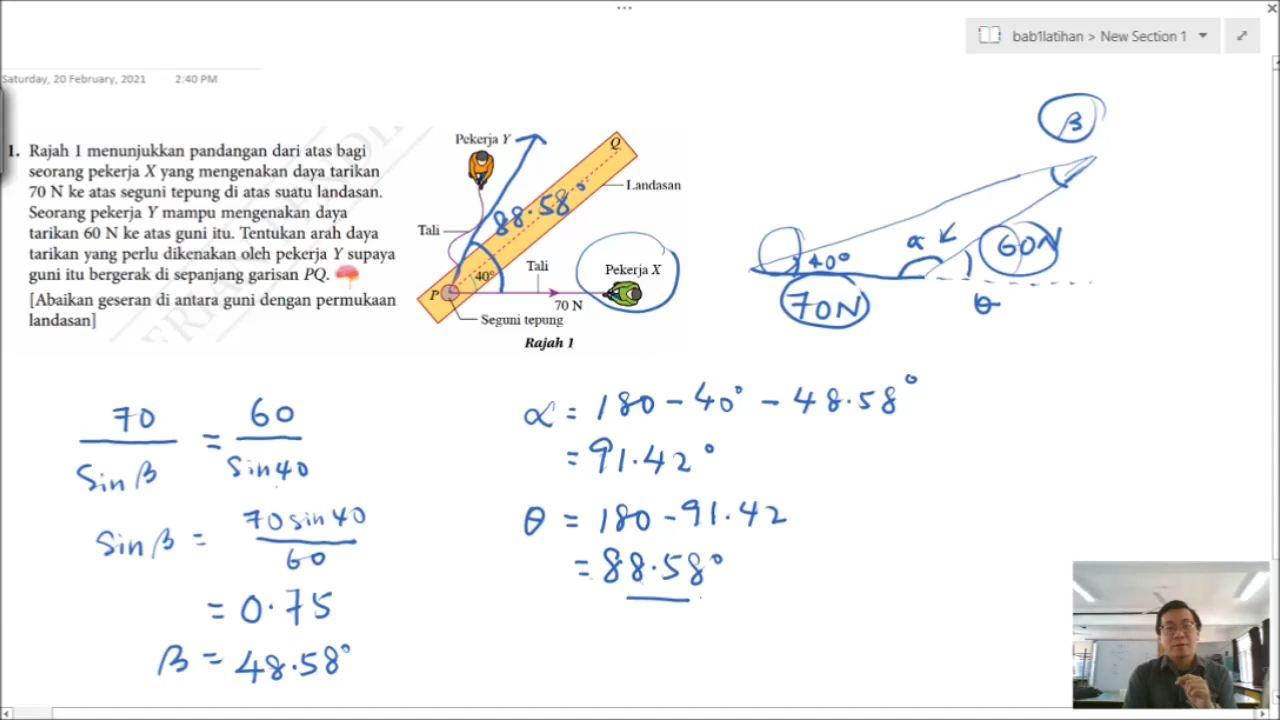 bab1latihan > New Section 1
Saturday, 20 February, 2021 2:40 PM
1. Rajah 1 menunjukkan pandangan dari atas bagi
seorang pekerja X yang mengenakan daya tarikan
70 N ke atas seguni tepung di atas suatu landasan.
Seorang pekerja Y mampu mengenakan daya
tarikan 60 N ke atas guni itu. Tentukan arah daya
tarikan yang perlu dikenakan oleh pekerja Y supaya
guni itu bergerak di sepanjang garisan PQ.
[Abaikan geseran di antara guni dengan permukaan
landasan]
Pekerja Y
Q
Landasan
88.58°
Tali
40°
Tali
Pekerja X
P
70 N
Seguni tepung
Rajah 1
β
40°
α
60N
70N
θ
70/Sin β = 60/Sin 40
Sin β = 70 sin 40/60
= 0.75
β = 48.58°
α = 180 - 40° - 48.58°
= 91.42°
θ = 180 - 91.42
= 88.58°